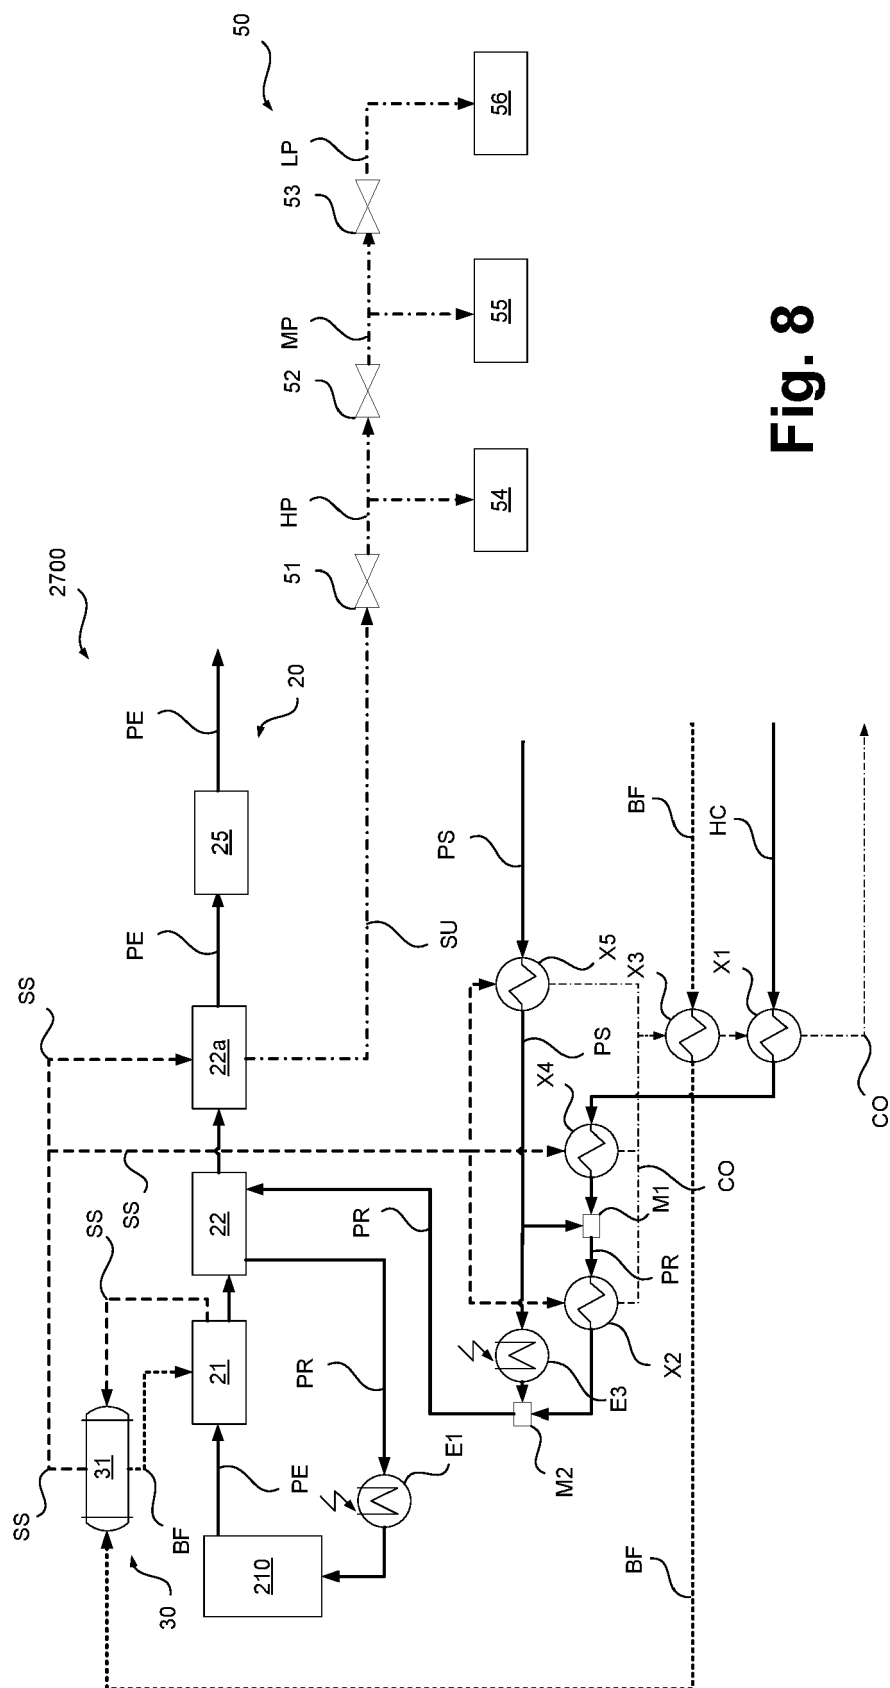 50
56
LP
53
55
MP
52
54
HP
51
2700
20
PE
25
PE
SU
SS
22a
SS
22
SS
21
SS
31
BF
30
PE
210
PR
E1
PR
PS
X5
PS
X4
M1
PR
X2
E3
M2
CO
BF
X3
HC
X1
CO
BF
Fig. 8